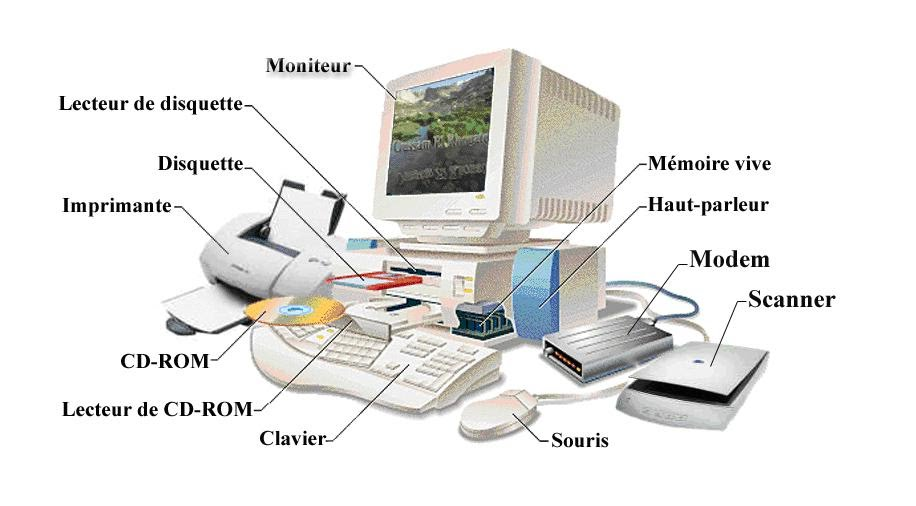 Moniteur
Lecteur de disquette
Disquette
Mémoire vive
Imprimante
Haut-parleur
Modem
Scanner
CD-ROM
Lecteur de CD-ROM
Clavier
Souris